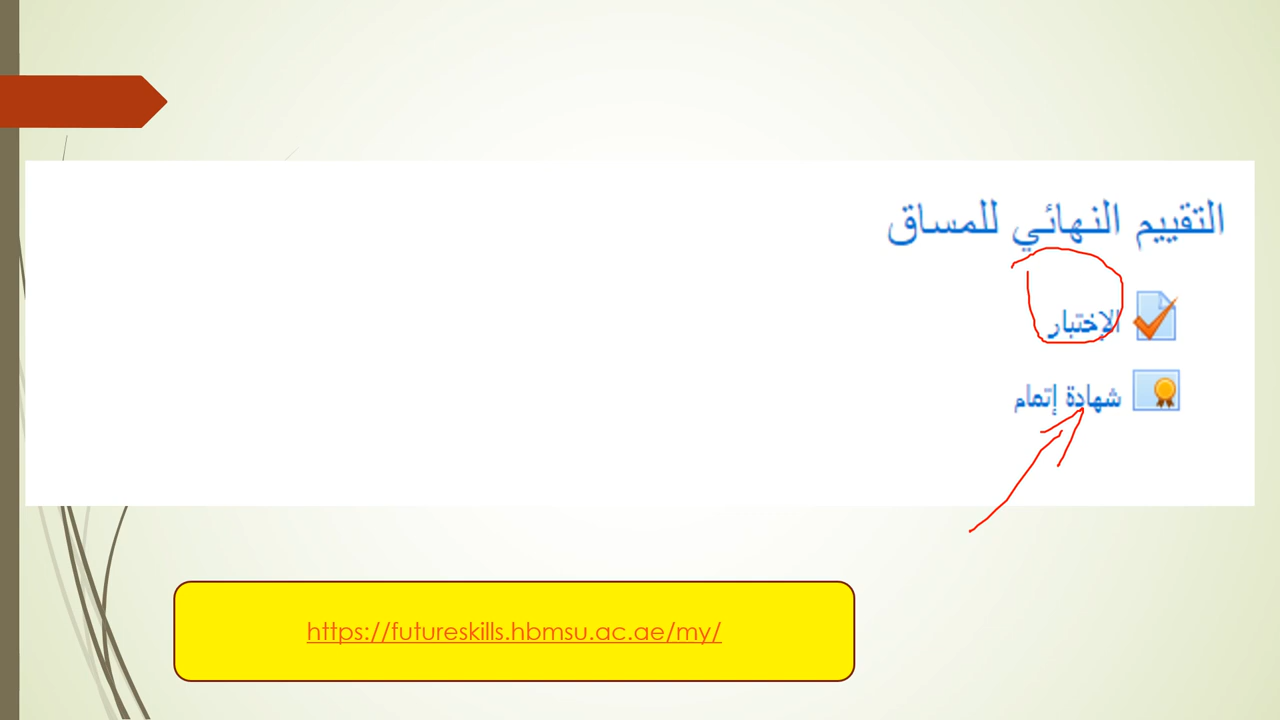 التقييم النهائي للمساق
الإختبار
شهادة إتمام
https://futureskills.hbmsu.ac.ae/my/